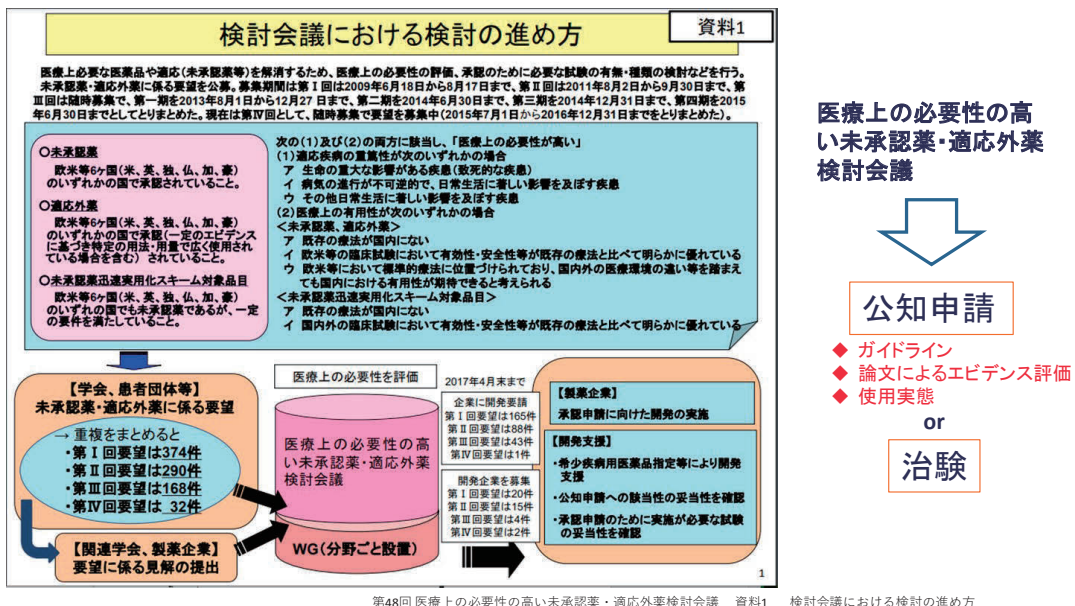 検討会議における検討の進め方
資料1
医療上必要な医薬品や適応(未承認薬等)を解消するため、医療上の必要性の評価、承認のために必要な試験の有無・種類の検討などを行う。
未承認薬・適応外薬に係る要望を公募。募集期間は第Ⅰ回は2009年6月18日から8月17日まで、第Ⅱ回は2011年8月2日から9月30日まで、第
Ⅲ回は随時募集で、第一期を2013年8月1日から12月27 日まで、第二期を2014年6月30日まで、第三期を2014年12月31日まで、第四期を2015
年6月30日までとしてとりまとめた。現在は第Ⅳ回として、随時募集で要望を募集中(2015年7月1日から2016年12月31日までをとりまとめた)。
○未承認薬
欧米等6ヶ国(米、英、独、仏、加、豪)
のいずれかの国で承認されていること。
○適応外薬
欧米等6ヶ国(米、英、独、仏、加、豪)
のいずれかの国で承認(一定のエビデンス
に基づき特定の用法・用量で広く使用され
ている場合を含む) されていること。
○未承認薬迅速実用化スキーム対象品目
欧米等6ヶ国(米、英、独、仏、加、豪)
のいずれの国でも未承認薬であるが、一定
の要件を満たしていること。
次の(1)及び(2)の両方に該当し、「医療上の必要性が高い」
(1)適応疾病の重篤性が次のいずれかの場合
ア 生命の重大な影響がある疾患(致死的な疾患)
イ 病気の進行が不可逆的で、日常生活に著しい影響を及ぼす疾患
ウ その他日常生活に著しい影響を及ぼす疾患
(2)医療上の有用性が次のいずれかの場合
<未承認薬、適応外薬>
ア 既存の療法が国内にない
イ 欧米等の臨床試験において有効性・安全性等が既存の療法と比べて明らかに優れている
ウ 欧米等において標準的療法に位置づけられており、国内外の医療環境の違い等を踏まえ
ても国内における有用性が期待できると考えられる
<未承認薬迅速実用化スキーム対象品目>
ア 既存の療法が国内にない
イ 国内外の臨床試験において有効性・安全性等が既存の療法と比べて明らかに優れている
【学会、患者団体等】
未承認薬・適応外薬に係る要望
→ 重複をまとめると
・第Ⅰ回要望は374件
・第Ⅱ回要望は290件
・第Ⅲ回要望は168件
・第Ⅳ回要望は 32件
【関連学会、製薬企業】
要望に係る見解の提出
医療上の必要性を評価
医療上の必要性の高
い未承認薬・適応外薬
検討会議
WG(分野ごと設置)
2017年4月末まで
企業に開発要請
第Ⅰ回要望は165件
第Ⅱ回要望は88件
第Ⅲ回要望は43件
第Ⅳ回要望は1件
開発企業を募集
第Ⅰ回要望は20件
第Ⅱ回要望は15件
第Ⅲ回要望は4件
第Ⅳ回要望は2件
【製薬企業】
承認申請に向けた開発の実施
【開発支援】
・希少疾病用医薬品指定等により開発
支援
・公知申請への該当性の妥当性を確認
・承認申請のために実施が必要な試験
の妥当性を確認
1
医療上の必要性の高
い未承認薬・適応外薬
検討会議
公知申請
◆ ガイドライン
◆ 論文によるエビデンス評価
◆ 使用実態
or
治験
第48回 医療上の必要性の高い未承認薬・適応外薬検討会議 資料1 検討会議における検討の進め方